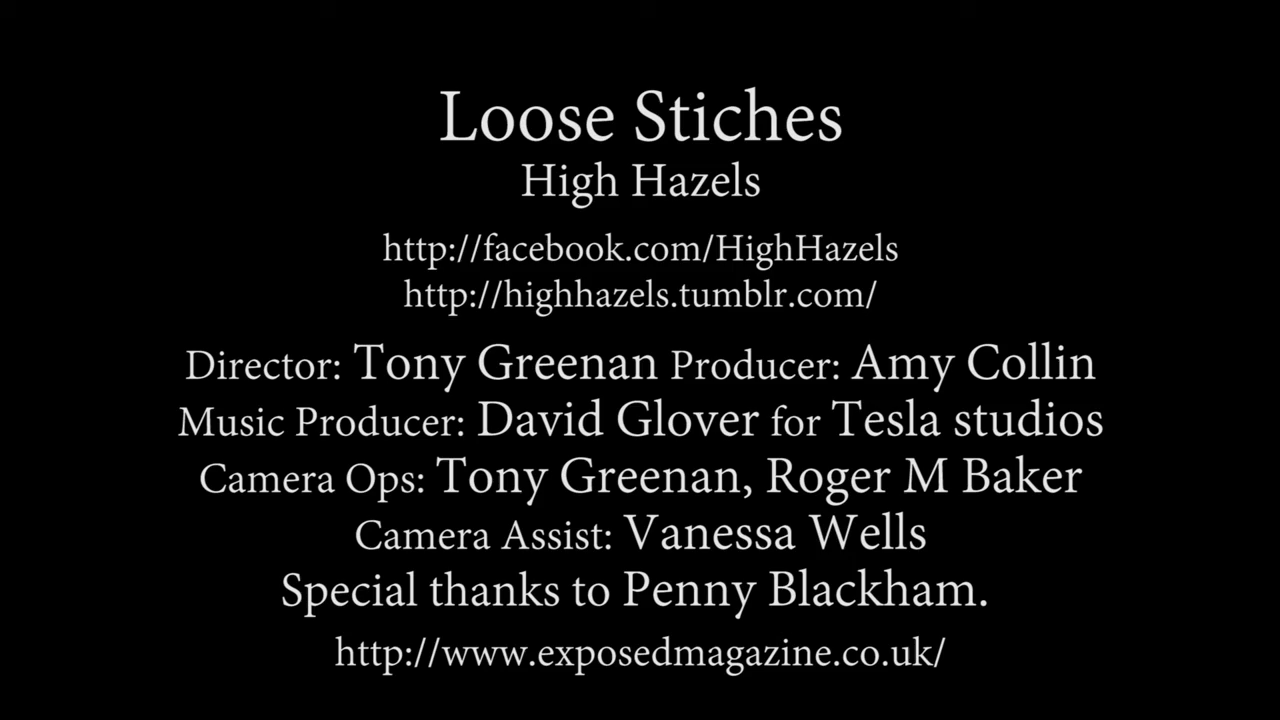 Loose Stiches
High Hazels
http://facebook.com/HighHazels
http://highhazels.tumblr.com/
Director: Tony Greenan Producer: Amy Collin
Music Producer: David Glover for Tesla studios
Camera Ops: Tony Greenan, Roger M Baker
Camera Assist: Vanessa Wells
Special thanks to Penny Blackham.
http://www.exposedmagazine.co.uk/